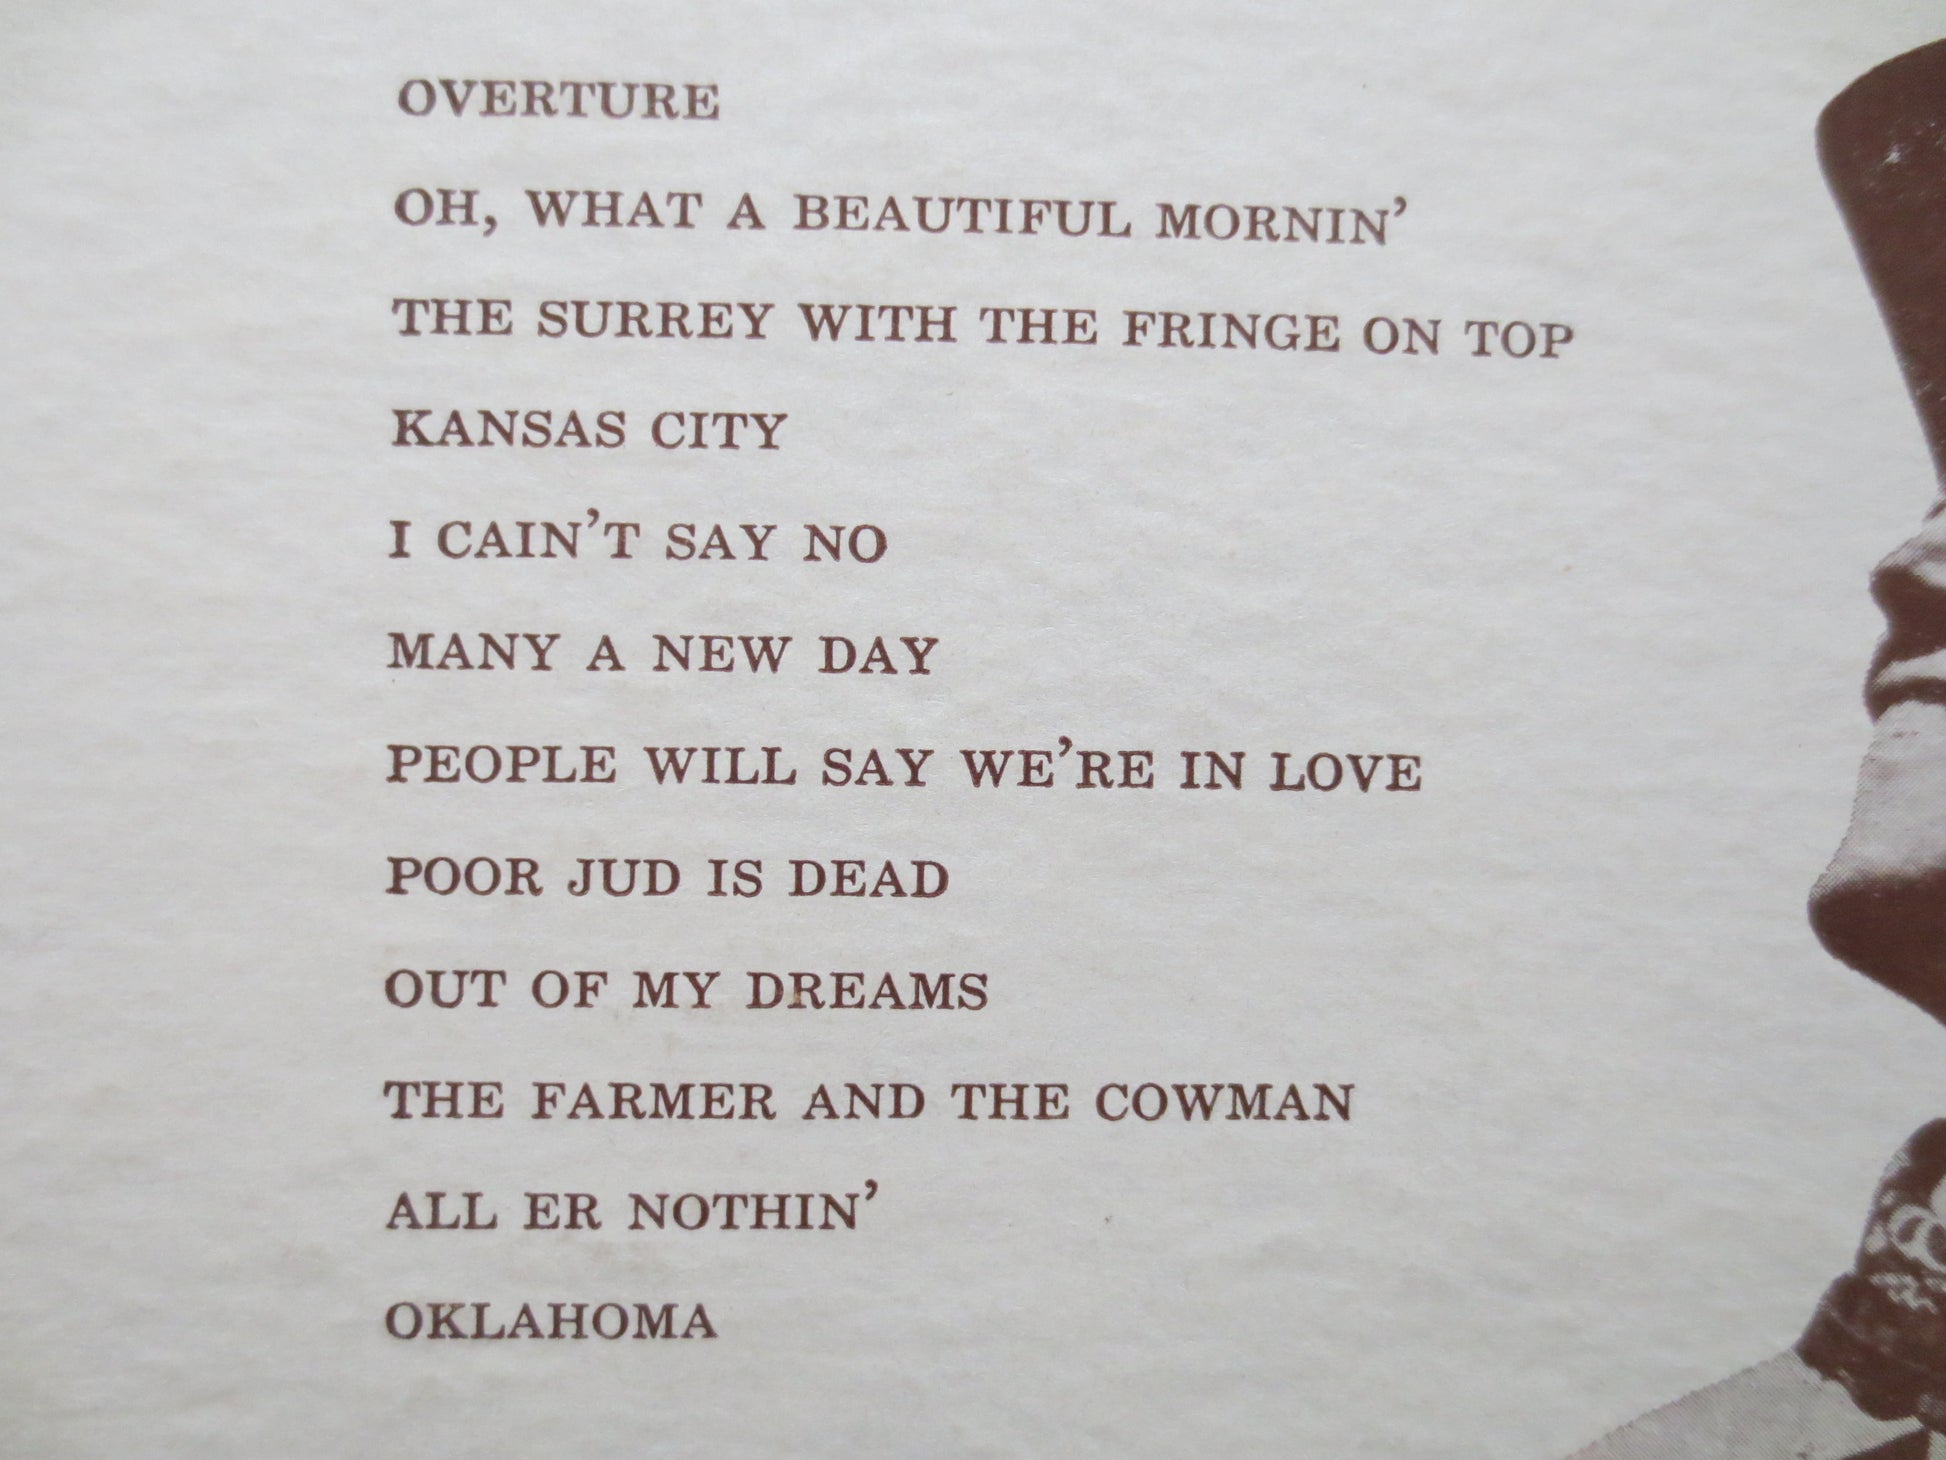 OVERTURE
OH, WHAT A BEAUTIFUL MORNIN’
THE SURREY WITH THE FRINGE ON TOP
KANSAS CITY
I CAIN’T SAY NO
MANY A NEW DAY
PEOPLE WILL SAY WE’RE IN LOVE
POOR JUD IS DEAD
OUT OF MY DREAMS
THE FARMER AND THE COWMAN
ALL ER NOTHIN’
OKLAHOMA